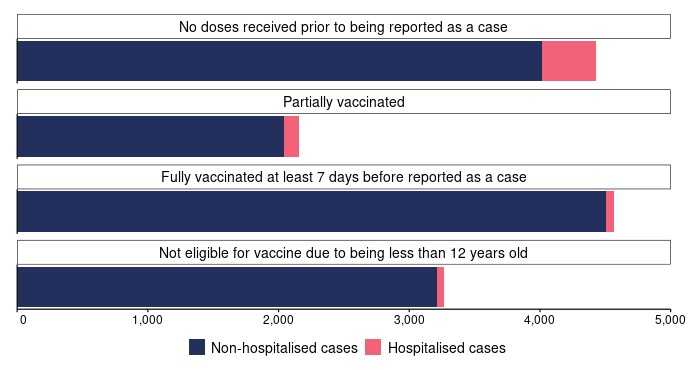 No doses received prior to being reported as a case
Partially vaccinated
Fully vaccinated at least 7 days before reported as a case
Not eligible for vaccine due to being less than 12 years old
0 1,000 2,000 3,000 4,000 5,000
Non-hospitalised cases Hospitalised cases